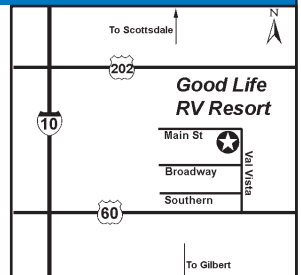 N
To Scottsdale
202
Good Life
RV Resort
10
Main St
Val Vista
Broadway
Southern
60
To Gilbert